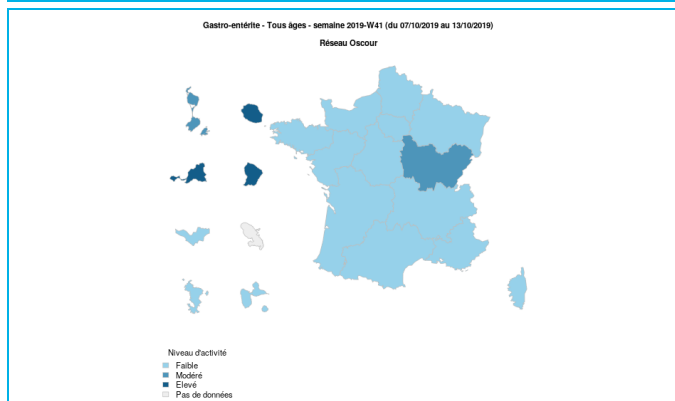 Gastro-entérite - Tous âges - semaine 2019-W41 (du 07/10/2019 au 13/10/2019)
Réseau Oscour
Niveau d'activité
Faible
Modéré
Elevé
Pas de données